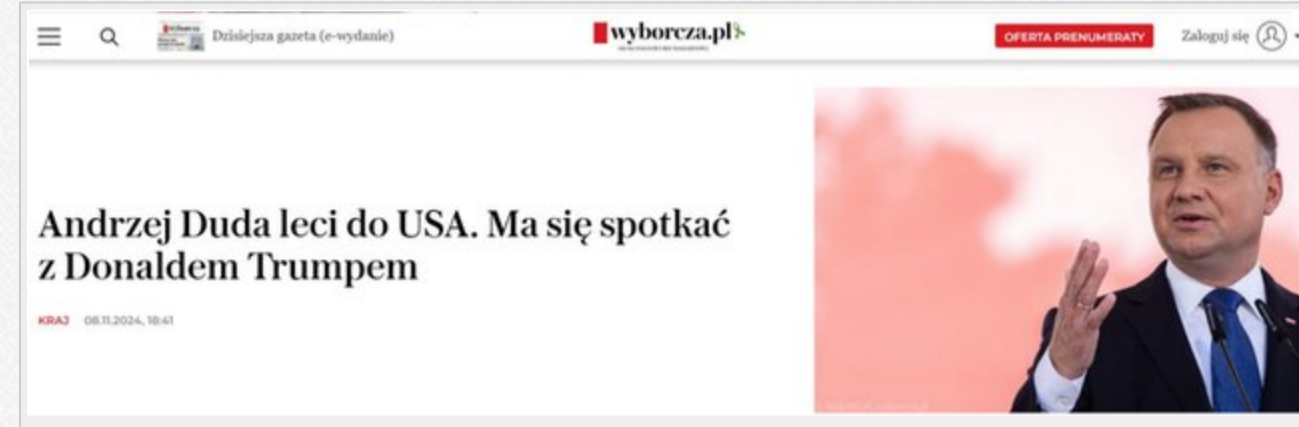 Dzisiejsza gazeta (e-wydanie)
wyborcza.pl
OFERTA PRENUMERATY
Zaloguj się
Andrzej Duda leci do USA. Ma się spotkać
z Donaldem Trumpem
KRAJ 08.11.2024, 18:41